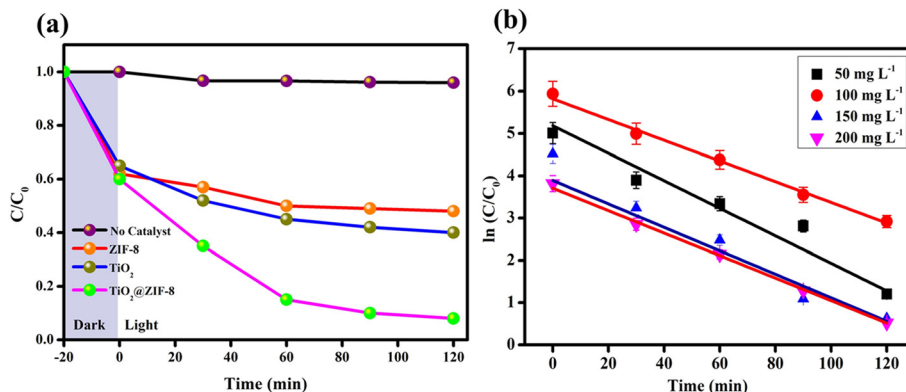 (a)
C/C0
1.0
0.8
0.6
0.4
0.2
0.0
No Catalyst
ZIF-8
TiO2
TiO2@ZIF-8
Dark
Light
-20
0
20
40
60
80
100
120
Time (min)
(b)
ln (C/C0)
6
5
4
3
2
1
0
50 mg L-1
100 mg L-1
150 mg L-1
200 mg L-1
0
20
40
60
80
100
120
Time (min)